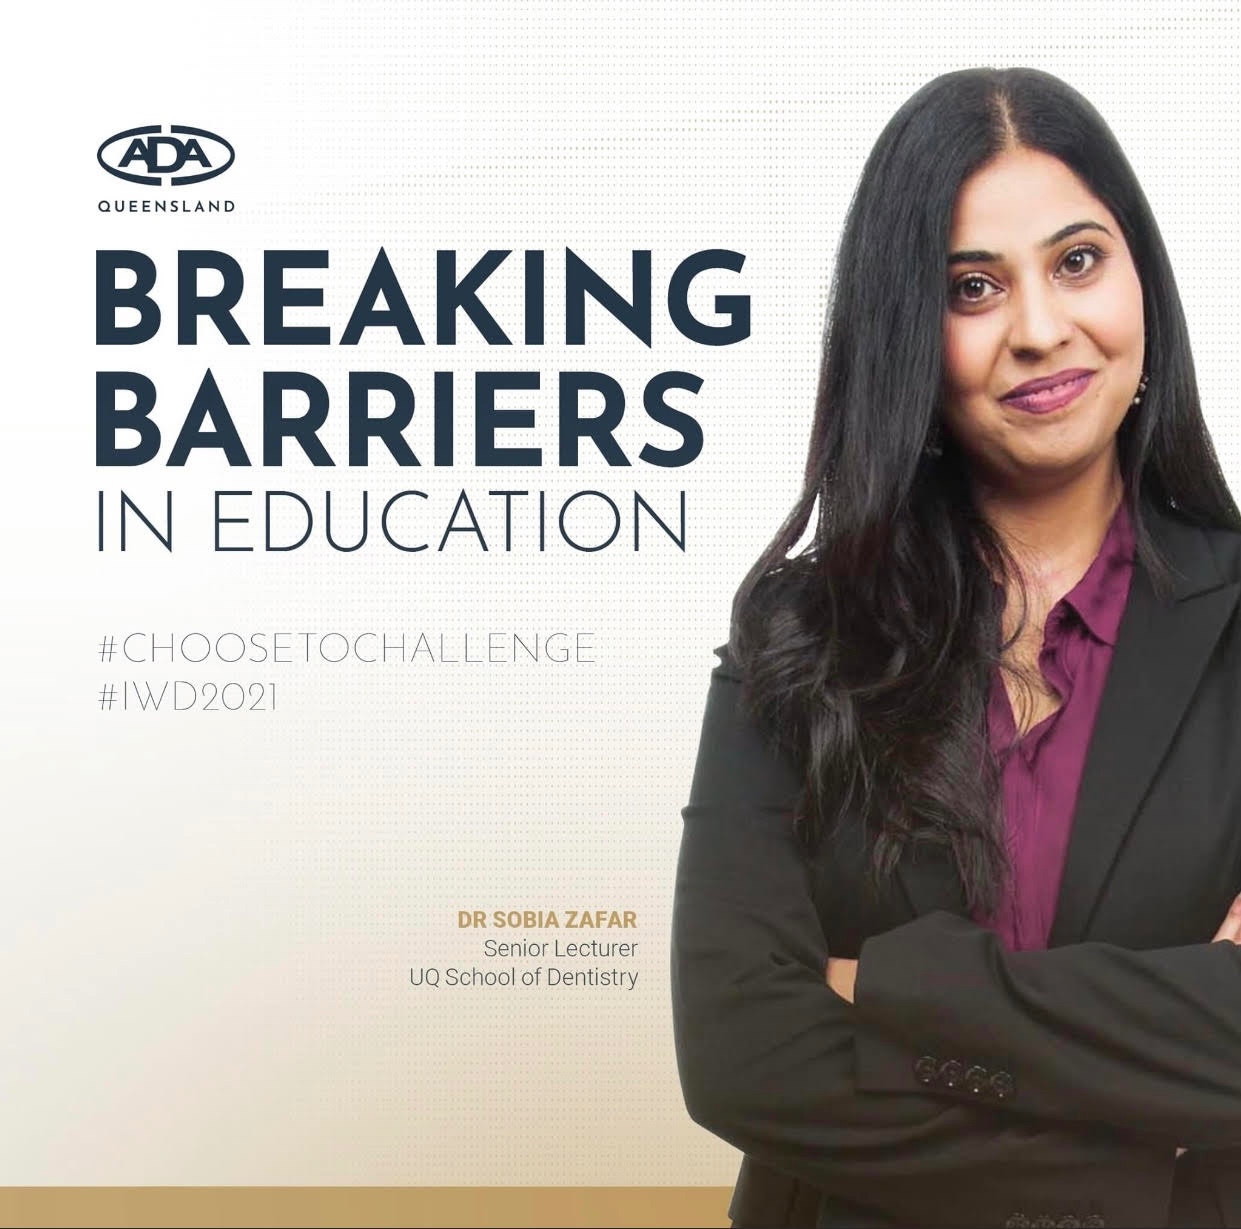 ADA
QUEENSLAND
BREAKING
BARRIERS
IN EDUCATION
#CHOOSETOCHALLENGE
#IWD2021
DR SOBIA ZAFAR
Senior Lecturer
UQ School of Dentistry